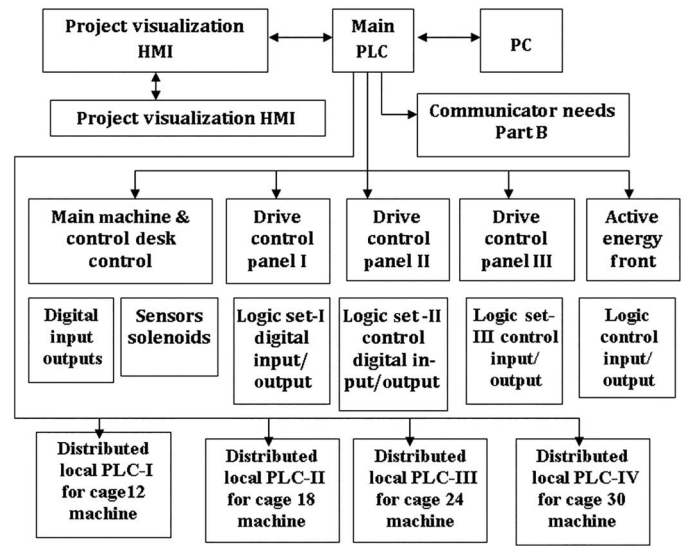 Project visualization
HMI
Main
PLC
PC
Project visualization HMI
Communicator needs
Part B
Main machine &
control desk
control
Drive
control
panel I
Drive
control
panel II
Drive
control
panel III
Active
energy
front
Digital
input
outputs
Sensors
solenoids
Logic set-I
digital
input/
output
Logic set-II
control
digital in-
put/output
Logic set-
III control
input/
output
Logic
control
input/
output
Distributed
local PLC-I
for cage12
machine
Distributed
local PLC-II
for cage 18
machine
Distributed
local PLC-III
for cage 24
machine
Distributed
local PLC-IV
for cage 30
machine